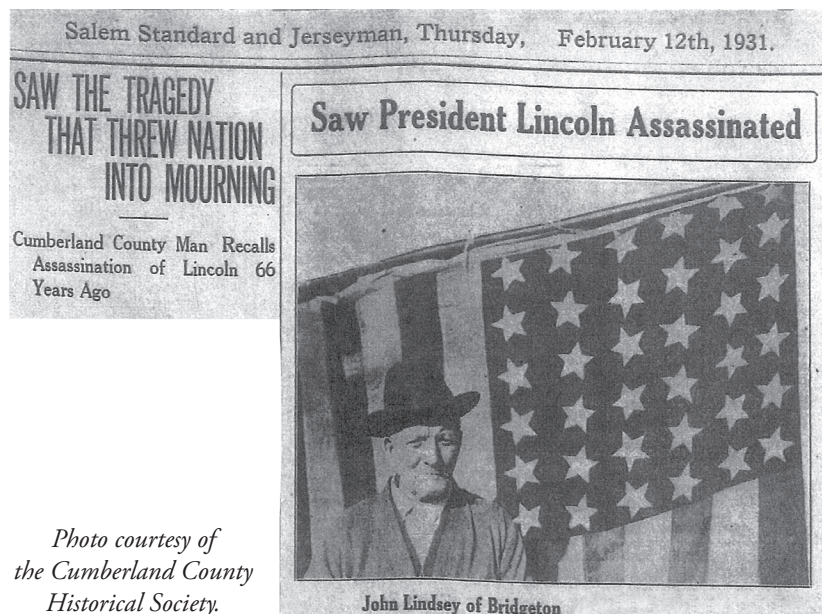 Salem Standard and Jerseyman, Thursday, February 12th, 1931.
SAW THE TRAGEDY
THAT THREW NATION
INTO MOURNING
Cumberland County Man Recalls
Assassination of Lincoln 66
Years Ago
Saw President Lincoln Assassinated
John Lindsey of Bridgeton
Photo courtesy of
the Cumberland County
Historical Society.